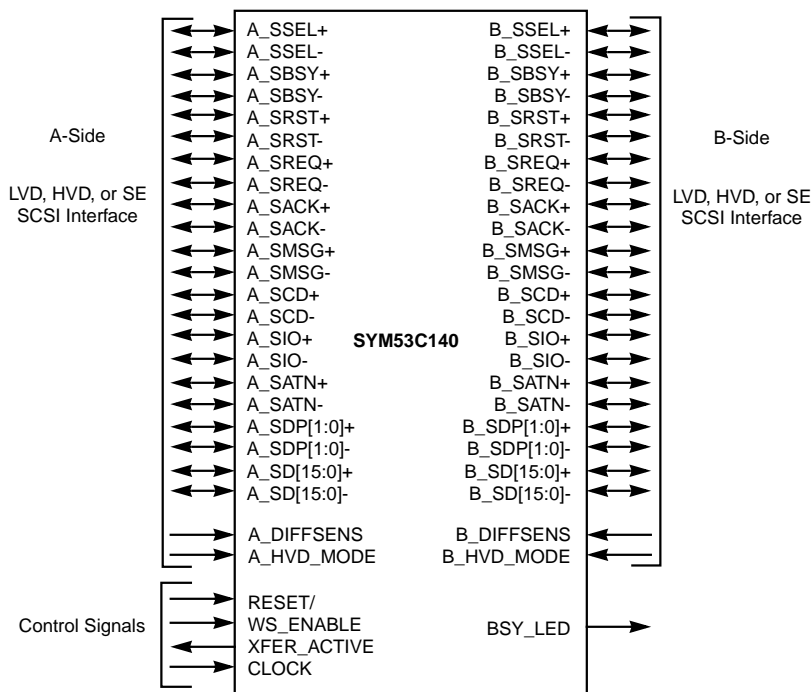 A_SSEL+ B_SSEL+
A_SSEL- B_SSEL-
A_SBSY+ B_SBSY+
A_SBSY- B_SBSY-
A_SRST+ B_SRST+
A-Side A_SRST- B_SRST- B-Side
A_SREQ+ B_SREQ+
A_SREQ- B_SREQ-
LVD, HVD, or SE A_SACK+ B_SACK+ LVD, HVD, or SE
SCSI Interface A_SACK- B_SACK- SCSI Interface
A_SMSG+ B_SMSG+
A_SMSG- B_SMSG-
A_SCD+ B_SCD+
A_SCD- B_SCD-
A_SIO+ SYM53C140 B_SIO+
A_SIO- B_SIO-
A_SATN+ B_SATN+
A_SATN- B_SATN-
A_SDP[1:0]+ B_SDP[1:0]+
A_SDP[1:0]- B_SDP[1:0]-
A_SD[15:0]+ B_SD[15:0]+
A_SD[15:0]- B_SD[15:0]-
A_DIFFSENS B_DIFFSENS
A_HVD_MODE B_HVD_MODE
RESET/
Control Signals WS_ENABLE BSY_LED
XFER_ACTIVE
CLOCK